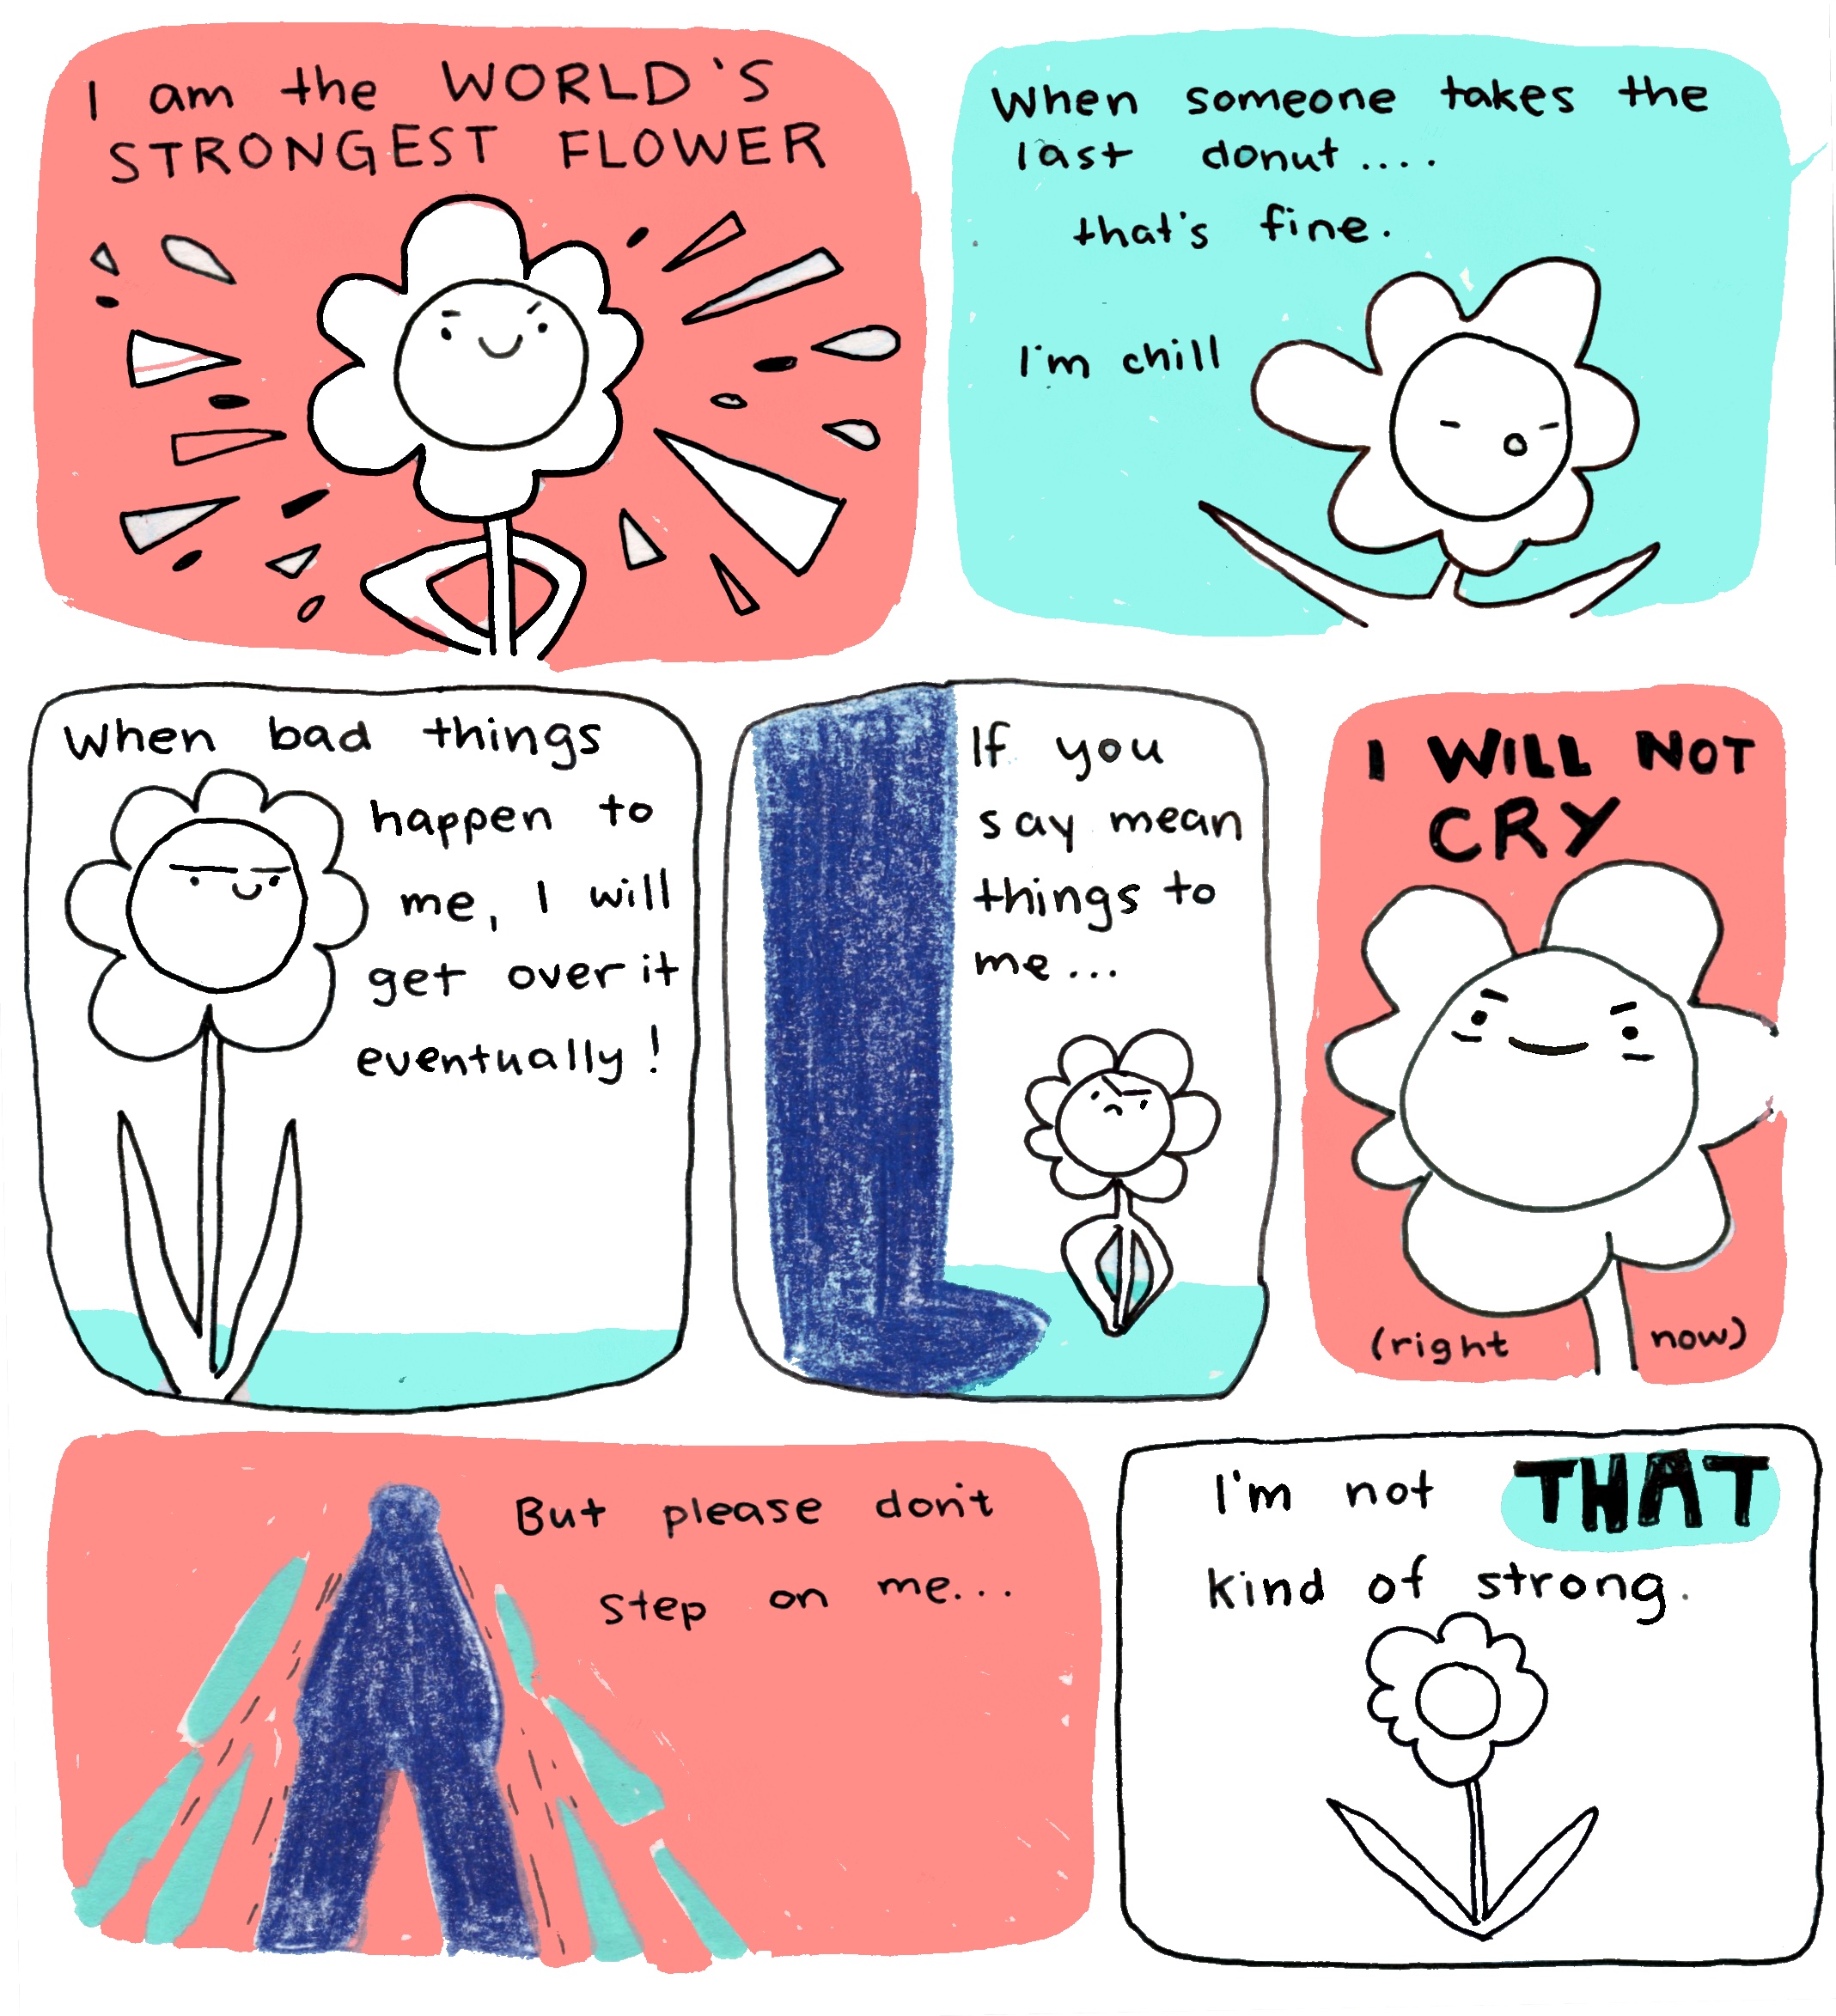 I am the WORLD'S
STRONGEST FLOWER
When someone takes the
last donut....
that's fine.
I'm chill
When bad things
happen to
me, I will
get over it
eventually!
If you
say mean
things to
me...
I WILL NOT
CRY
(right now)
But please don't
step on me...
I'm not THAT
kind of strong.